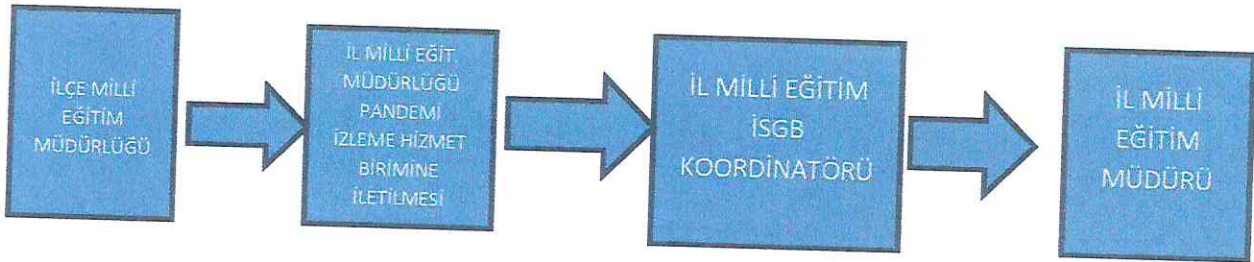 İLÇE MİLLİ
EĞİTİM
MÜDÜRLÜĞÜ
İL MİLLİ EĞİT.
MÜDÜRLÜĞÜ
PANDEMİ
İZLEME HİZMET
BİRİMİNE
İLETİLMESİ
İL MİLLİ EĞİTİM
İSGB
KOORDİNATÖRÜ
İL MİLLİ
EĞİTİM
MÜDÜRÜ